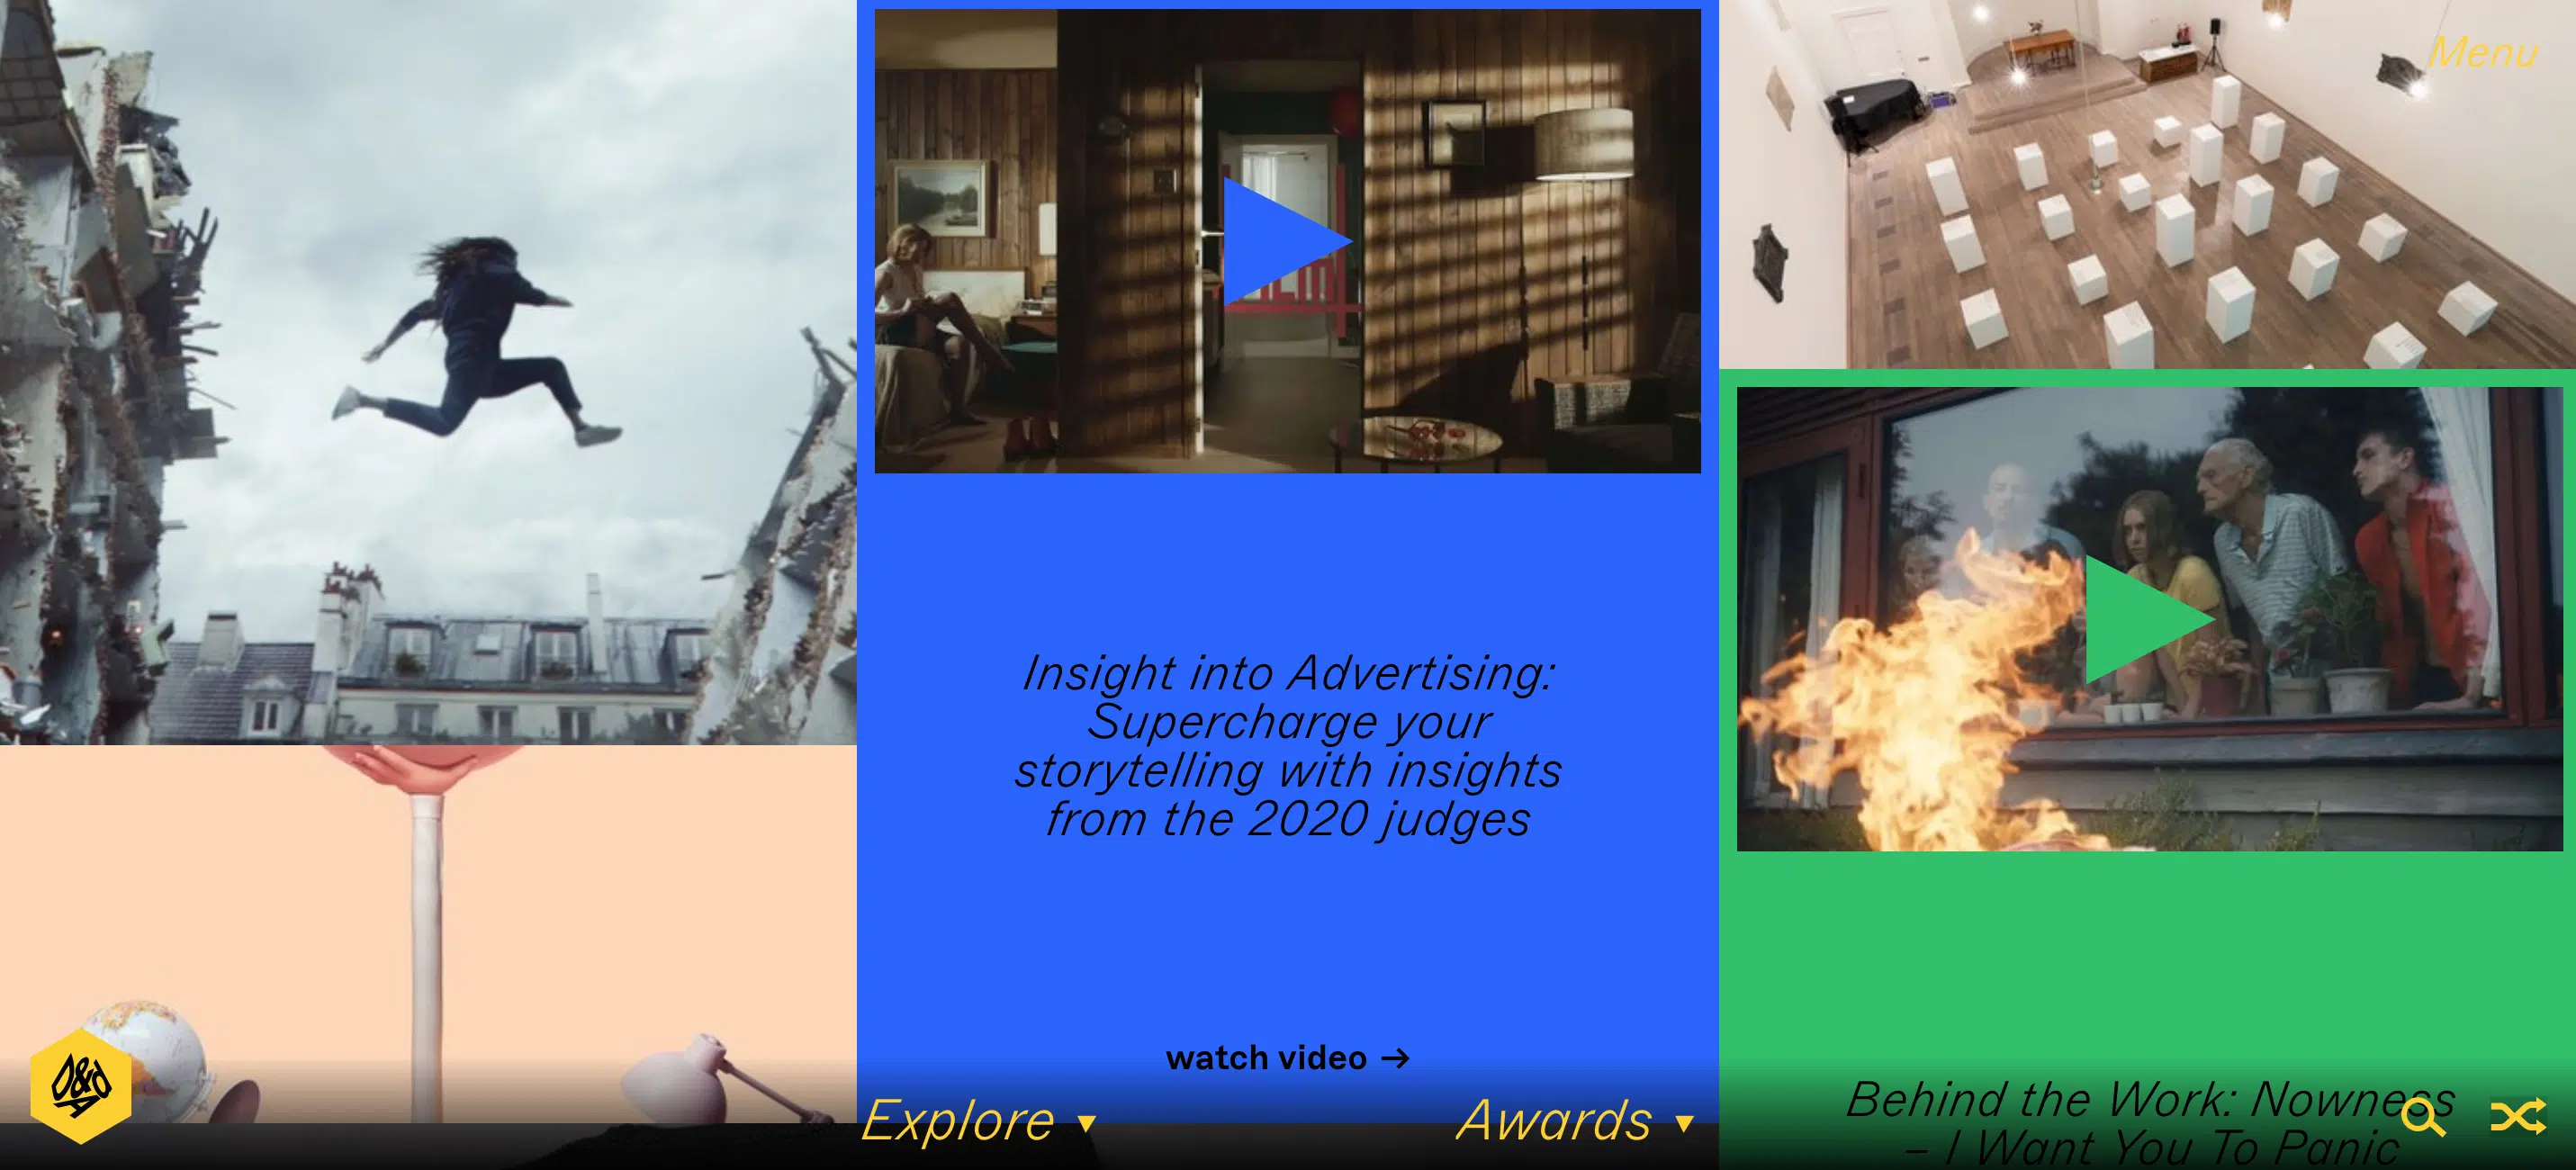 Menu
Insight into Advertising:
Supercharge your
storytelling with insights
from the 2020 judges
watch video →
Behind the Work: Nowness
– I Want You To Panic
D&AD
Explore ▼
Awards ▼